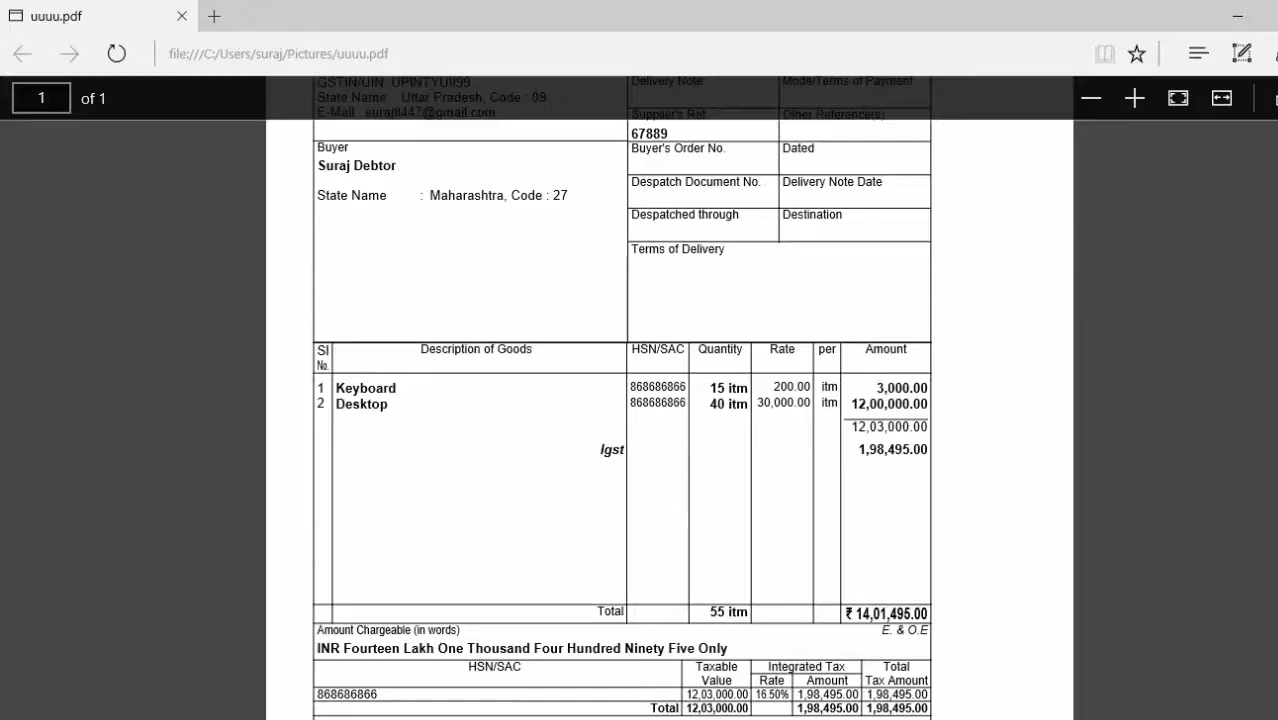 uuuu.pdf
file:///C:/Users/suraj/Pictures/uuuu.pdf
1 of 1
GSTIN/UIN: UPINTYUII99
State Name Uttar Pradesh, Code : 09
E-Mail
Delivery Note
Mode/Terms of Payment
Supplier's Ref.
Other Reference(s)
67889
Buyer
Suraj Debtor
State Name : Maharashtra, Code : 27
Buyer's Order No. Dated
Despatch Document No. Delivery Note Date
Despatched through Destination
Terms of Delivery
Sl No. Description of Goods HSN/SAC Quantity Rate per Amount
1 Keyboard 868686866 15 itm 200.00 itm 3,000.00
2 Desktop 868686866 40 itm 30,000.00 itm 12,00,000.00
12,03,000.00
Igst 1,98,495.00
Total 55 itm ₹ 14,01,495.00
Amount Chargeable (in words) E. & O.E
INR Fourteen Lakh One Thousand Four Hundred Ninety Five Only
HSN/SAC Taxable Value Integrated Tax Rate Amount Total Tax Amount
868686866 12,03,000.00 16.50% 1,98,495.00 1,98,495.00
Total 12,03,000.00 1,98,495.00 1,98,495.00